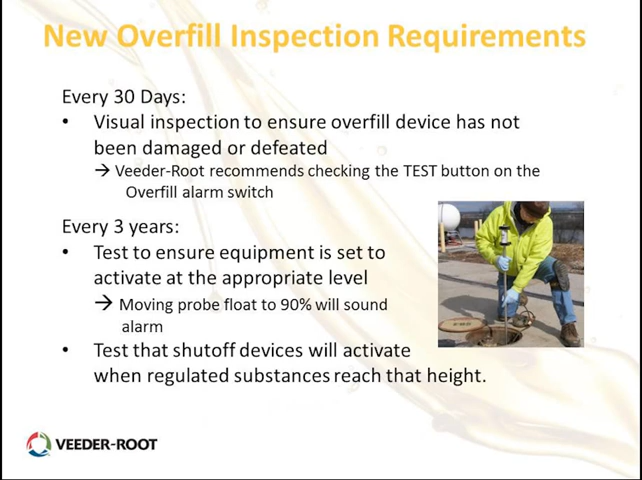 New Overfill Inspection Requirements
Every 30 Days:
• Visual inspection to ensure overfill device has not
been damaged or defeated
→ Veeder-Root recommends checking the TEST button on the
Overfill alarm switch
Every 3 years:
• Test to ensure equipment is set to
activate at the appropriate level
→ Moving probe float to 90% will sound
alarm
• Test that shutoff devices will activate
when regulated substances reach that height.
VEEDER-ROOT